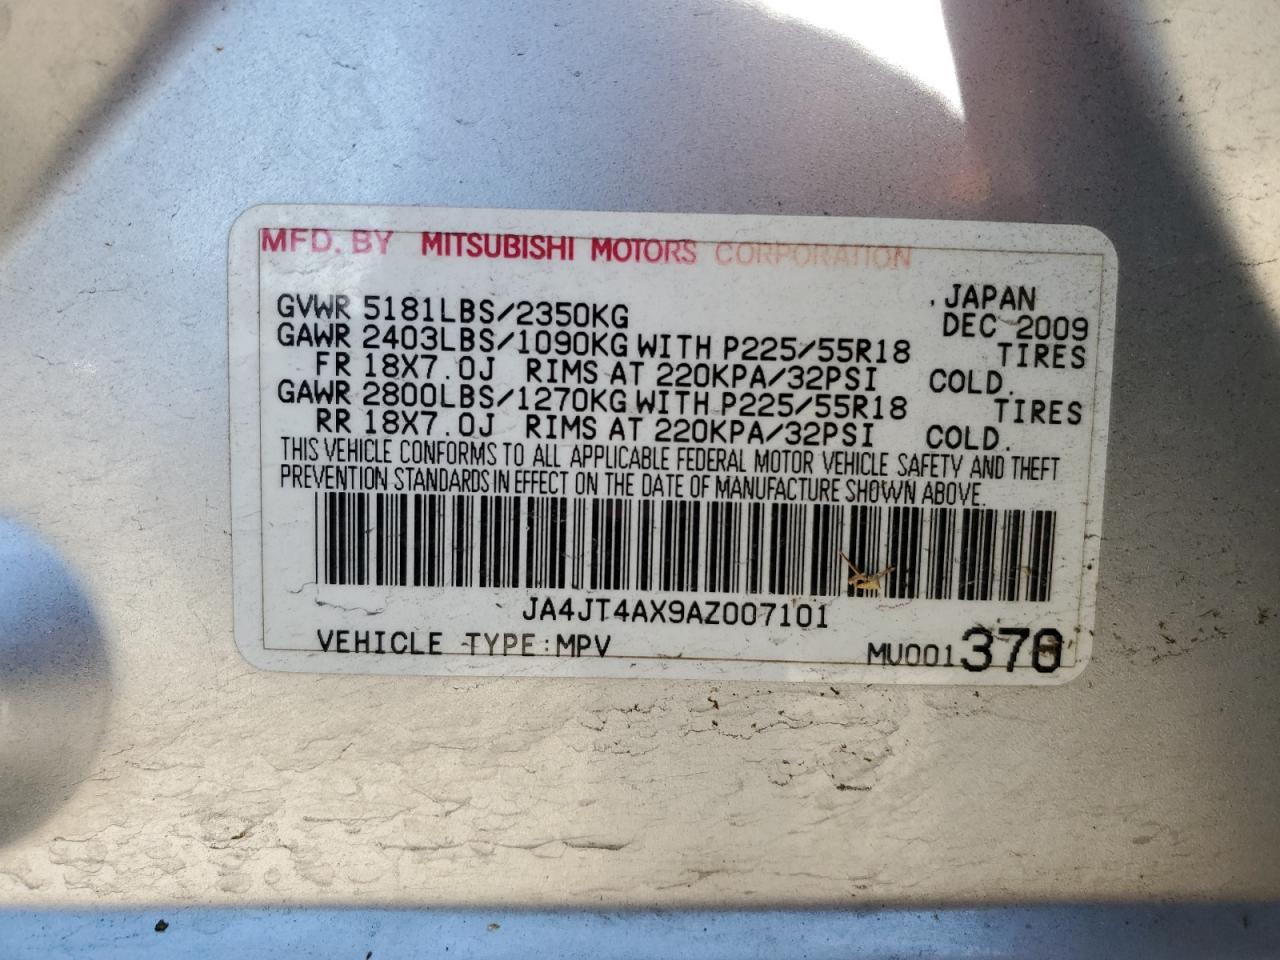 MFD. BY MITSUBISHI MOTORS CORPORATION
GVWR 5181LBS/2350KG JAPAN
DEC 2009
GAWR 2403LBS/1090KG WITH P225/55R18 TIRES
FR 18X7.0J RIMS AT 220KPA/32PSI COLD.
GAWR 2800LBS/1270KG WITH P225/55R18 TIRES
RR 18X7.0J RIMS AT 220KPA/32PSI COLD.
THIS VEHICLE CONFORMS TO ALL APPLICABLE FEDERAL MOTOR VEHICLE SAFETY AND THEFT
PREVENTION STANDARDS IN EFFECT ON THE DATE OF MANUFACTURE SHOWN ABOVE.
JA4JT4AX9AZ007101
VEHICLE TYPE:MPV MU001370